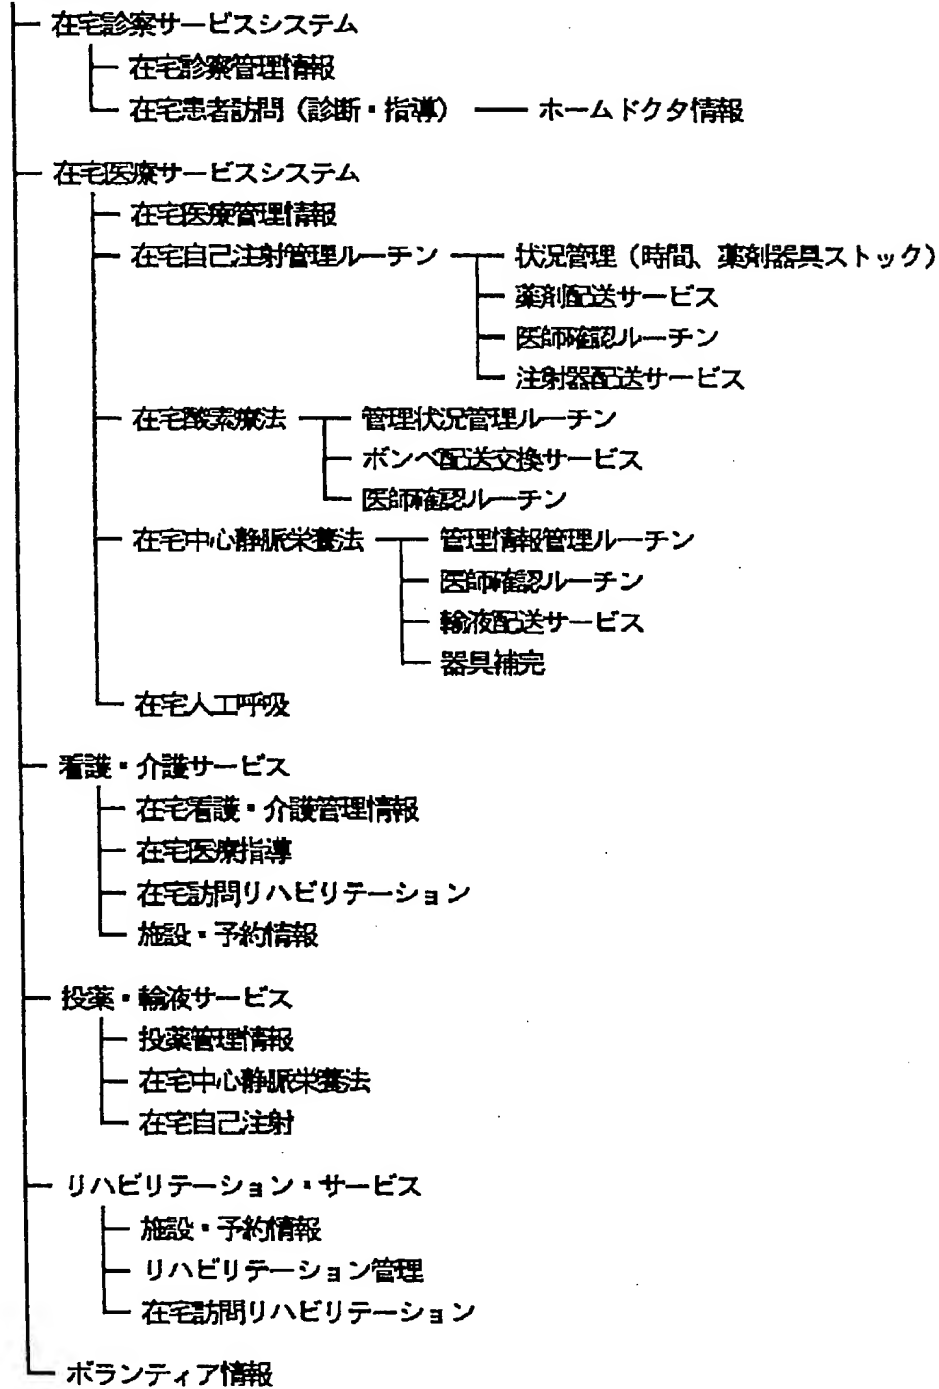 在宅診察サービスシステム
在宅診察管理情報
在宅患者訪問（診断・指導） ホームドクタ情報
在宅医療サービスシステム
在宅医療管理情報
在宅自己注射管理ルーチン 状況管理（時間、薬剤器具ストック）
薬剤配送サービス
医師確認ルーチン
注射器配送サービス
在宅酸素療法 管理状況管理ルーチン
ボンベ配送交換サービス
医師確認ルーチン
在宅中心静脈栄養法 管理情報管理ルーチン
医師確認ルーチン
輸液配送サービス
器具補完
在宅人工呼吸
看護・介護サービス
在宅看護・介護管理情報
在宅医療指導
在宅訪問リハビリテーション
施設・予約情報
投薬・輸液サービス
投薬管理情報
在宅中心静脈栄養法
在宅自己注射
リハビリテーション・サービス
施設・予約情報
リハビリテーション管理
在宅訪問リハビリテーション
ボランティア情報